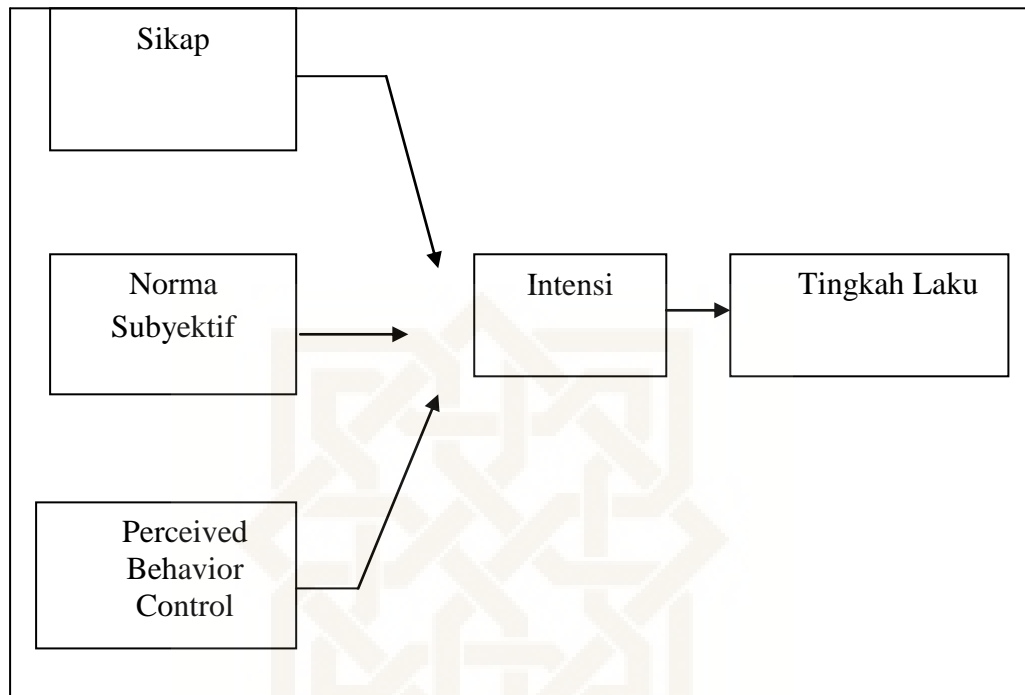 Sikap
Norma
Subyektif
Intensi
Tingkah Laku
Perceived
Behavior
Control